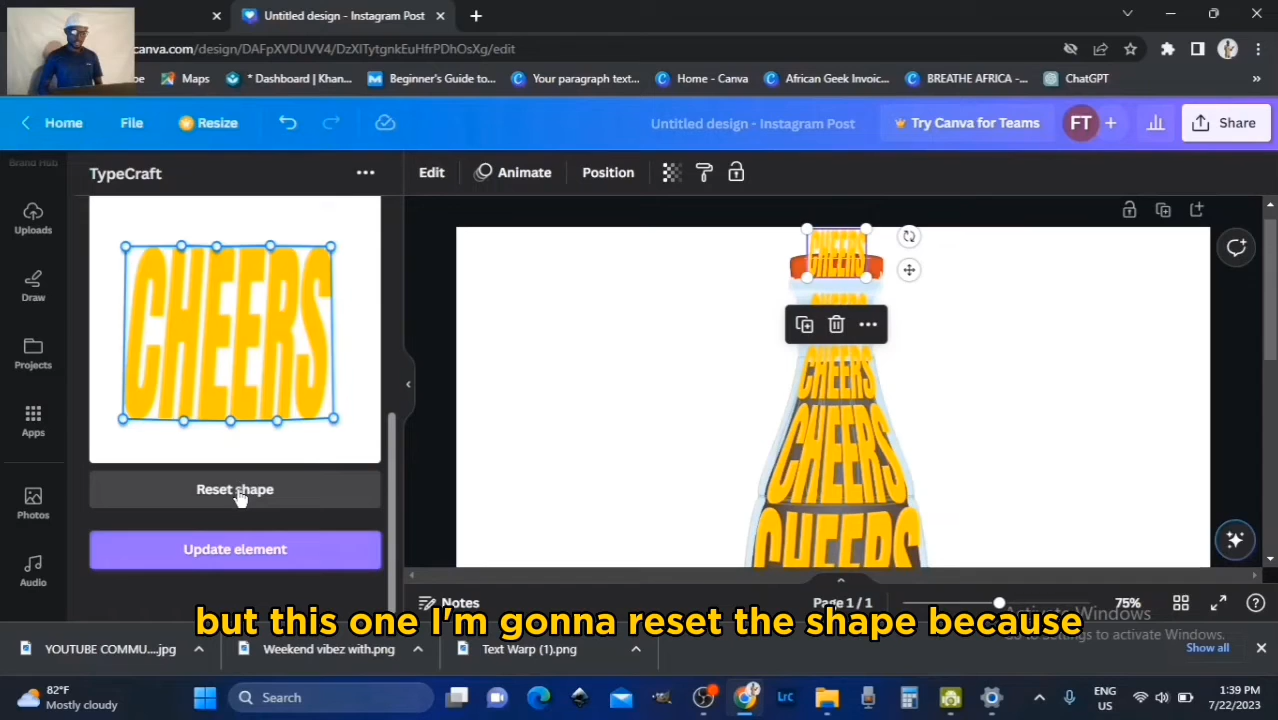 Untitled design - Instagram Post
canva.com/design/DAFpXVDUVV4/DzXlTytgnkEuHfrPDhOsXg/edit
Maps
* Dashboard | Khan...
Beginner's Guide to...
Your paragraph text...
Home - Canva
African Geek Invoic...
BREATHE AFRICA -...
ChatGPT
»
Home
File
Resize
Untitled design - Instagram Post
Try Canva for Teams
FT
+
Share
Brand Hub
TypeCraft
Edit
Animate
Position
Uploads
Draw
Projects
Apps
Photos
Audio
CHEERS
Reset shape
Update element
CHEERS
CHEERS
CHEERS
CHEERS
Notes
Page 1 / 1
75%
Activate Windows
Go to Settings to activate Windows.
but this one I'm gonna reset the shape because
YOUTUBE COMMU....jpg
Weekend vibez with.png
Text Warp (1).png
Show all
82°F
Mostly cloudy
Search
Lrc
ENG
US
1:39 PM
7/22/2023